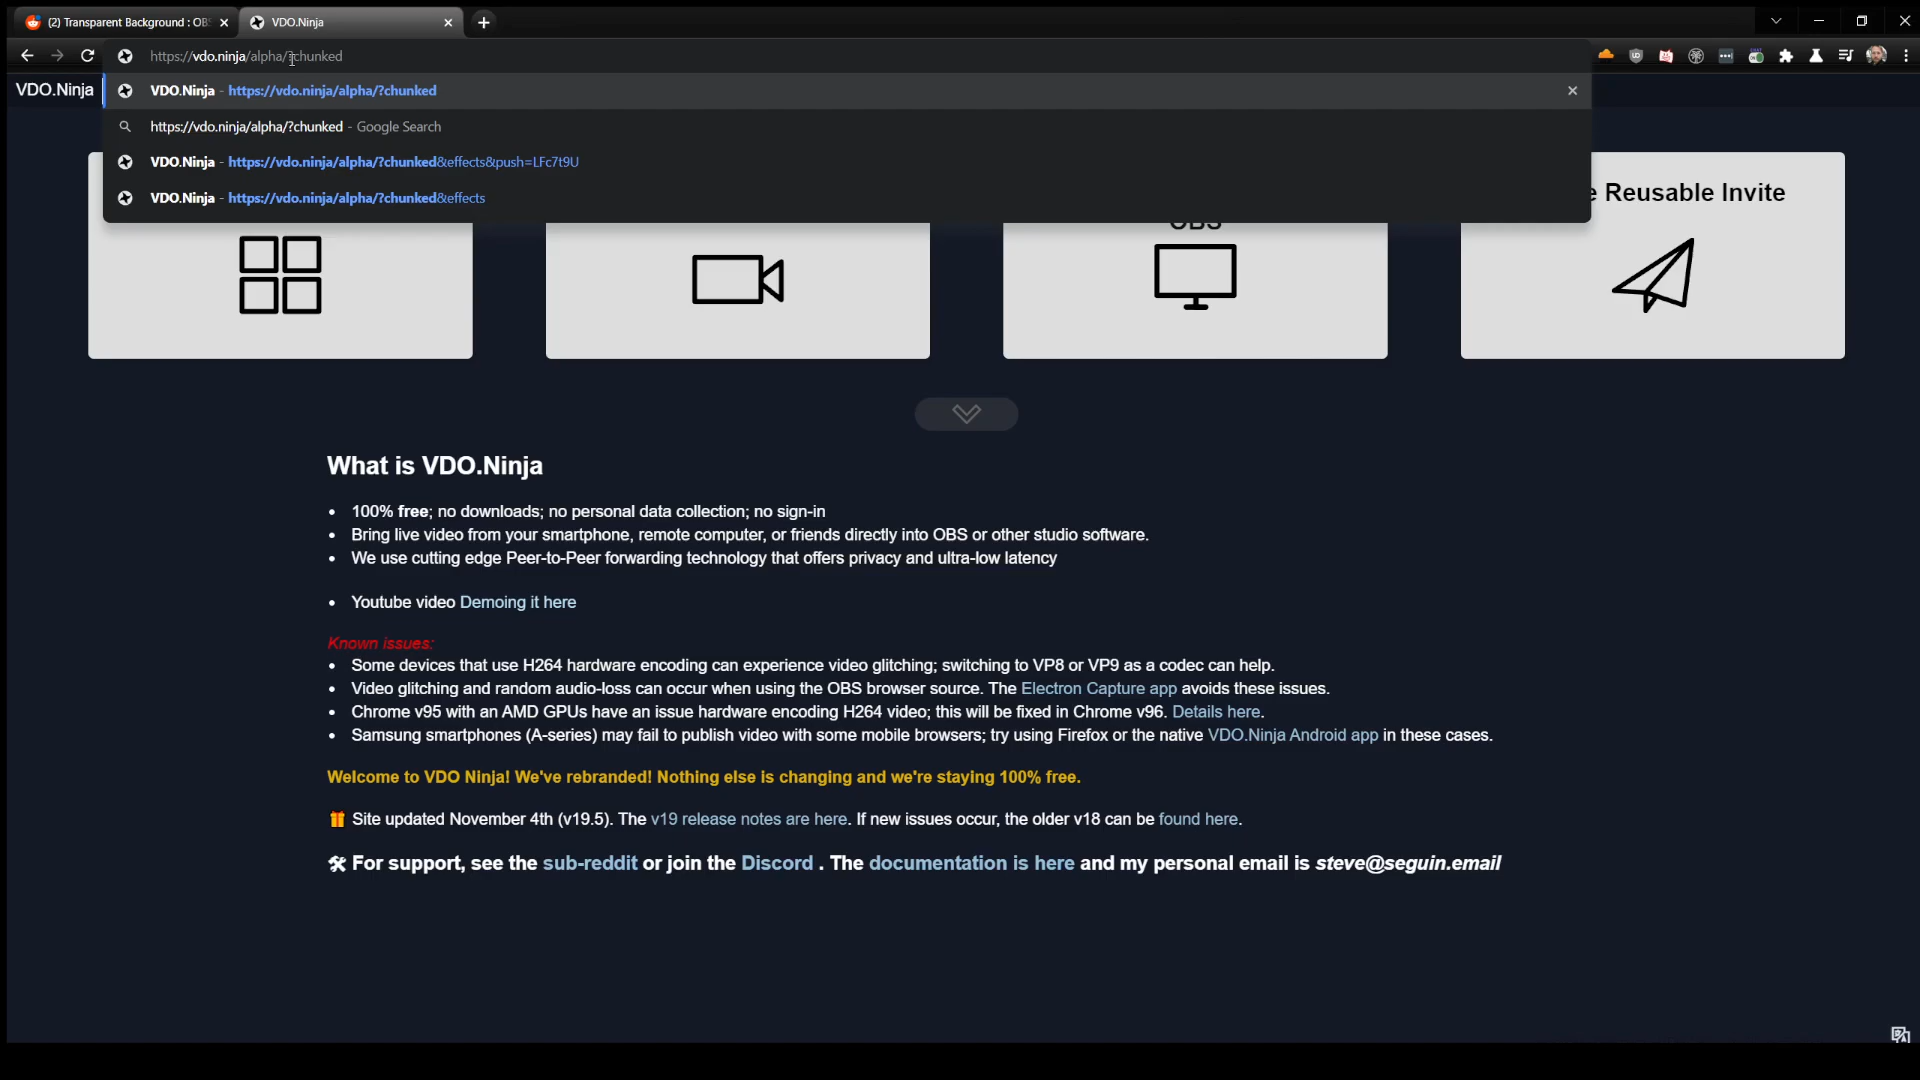 (2) Transparent Background : OBS
VDO.Ninja
https://vdo.ninja/alpha/?chunked
VDO.Ninja
VDO.Ninja - https://vdo.ninja/alpha/?chunked
https://vdo.ninja/alpha/?chunked - Google Search
VDO.Ninja - https://vdo.ninja/alpha/?chunked&effects&push=LFc7t9U
VDO.Ninja - https://vdo.ninja/alpha/?chunked&effects
e Reusable Invite
OBS
What is VDO.Ninja
• 100% free; no downloads; no personal data collection; no sign-in
• Bring live video from your smartphone, remote computer, or friends directly into OBS or other studio software.
• We use cutting edge Peer-to-Peer forwarding technology that offers privacy and ultra-low latency
• Youtube video Demoing it here
Known issues:
• Some devices that use H264 hardware encoding can experience video glitching; switching to VP8 or VP9 as a codec can help.
• Video glitching and random audio-loss can occur when using the OBS browser source. The Electron Capture app avoids these issues.
• Chrome v95 with an AMD GPUs have an issue hardware encoding H264 video; this will be fixed in Chrome v96. Details here.
• Samsung smartphones (A-series) may fail to publish video with some mobile browsers; try using Firefox or the native VDO.Ninja Android app in these cases.
Welcome to VDO Ninja! We've rebranded! Nothing else is changing and we're staying 100% free.
Site updated November 4th (v19.5). The v19 release notes are here. If new issues occur, the older v18 can be found here.
For support, see the sub-reddit or join the Discord . The documentation is here and my personal email is steve@seguin.email